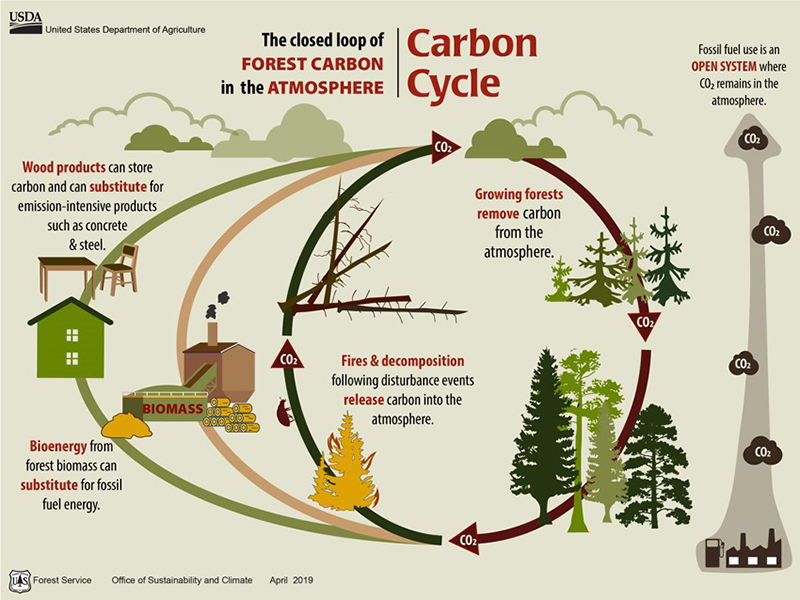 USDA
United States Department of Agriculture
The closed loop of
FOREST CARBON
in the ATMOSPHERE
Carbon
Cycle
Fossil fuel use is an
OPEN SYSTEM where
CO₂ remains in the
atmosphere.
CO₂
CO₂
CO₂
CO₂
Wood products can store
carbon and can substitute for
emission-intensive products
such as concrete
& steel.
CO₂
Growing forests
remove carbon
from the
atmosphere.
CO₂
CO₂
Fires & decomposition
following disturbance events
release carbon into the
atmosphere.
BIOMASS
Bioenergy from
forest biomass can
substitute for fossil
fuel energy.
CO₂
UAS
Forest Service
Office of Sustainability and Climate
April 2019